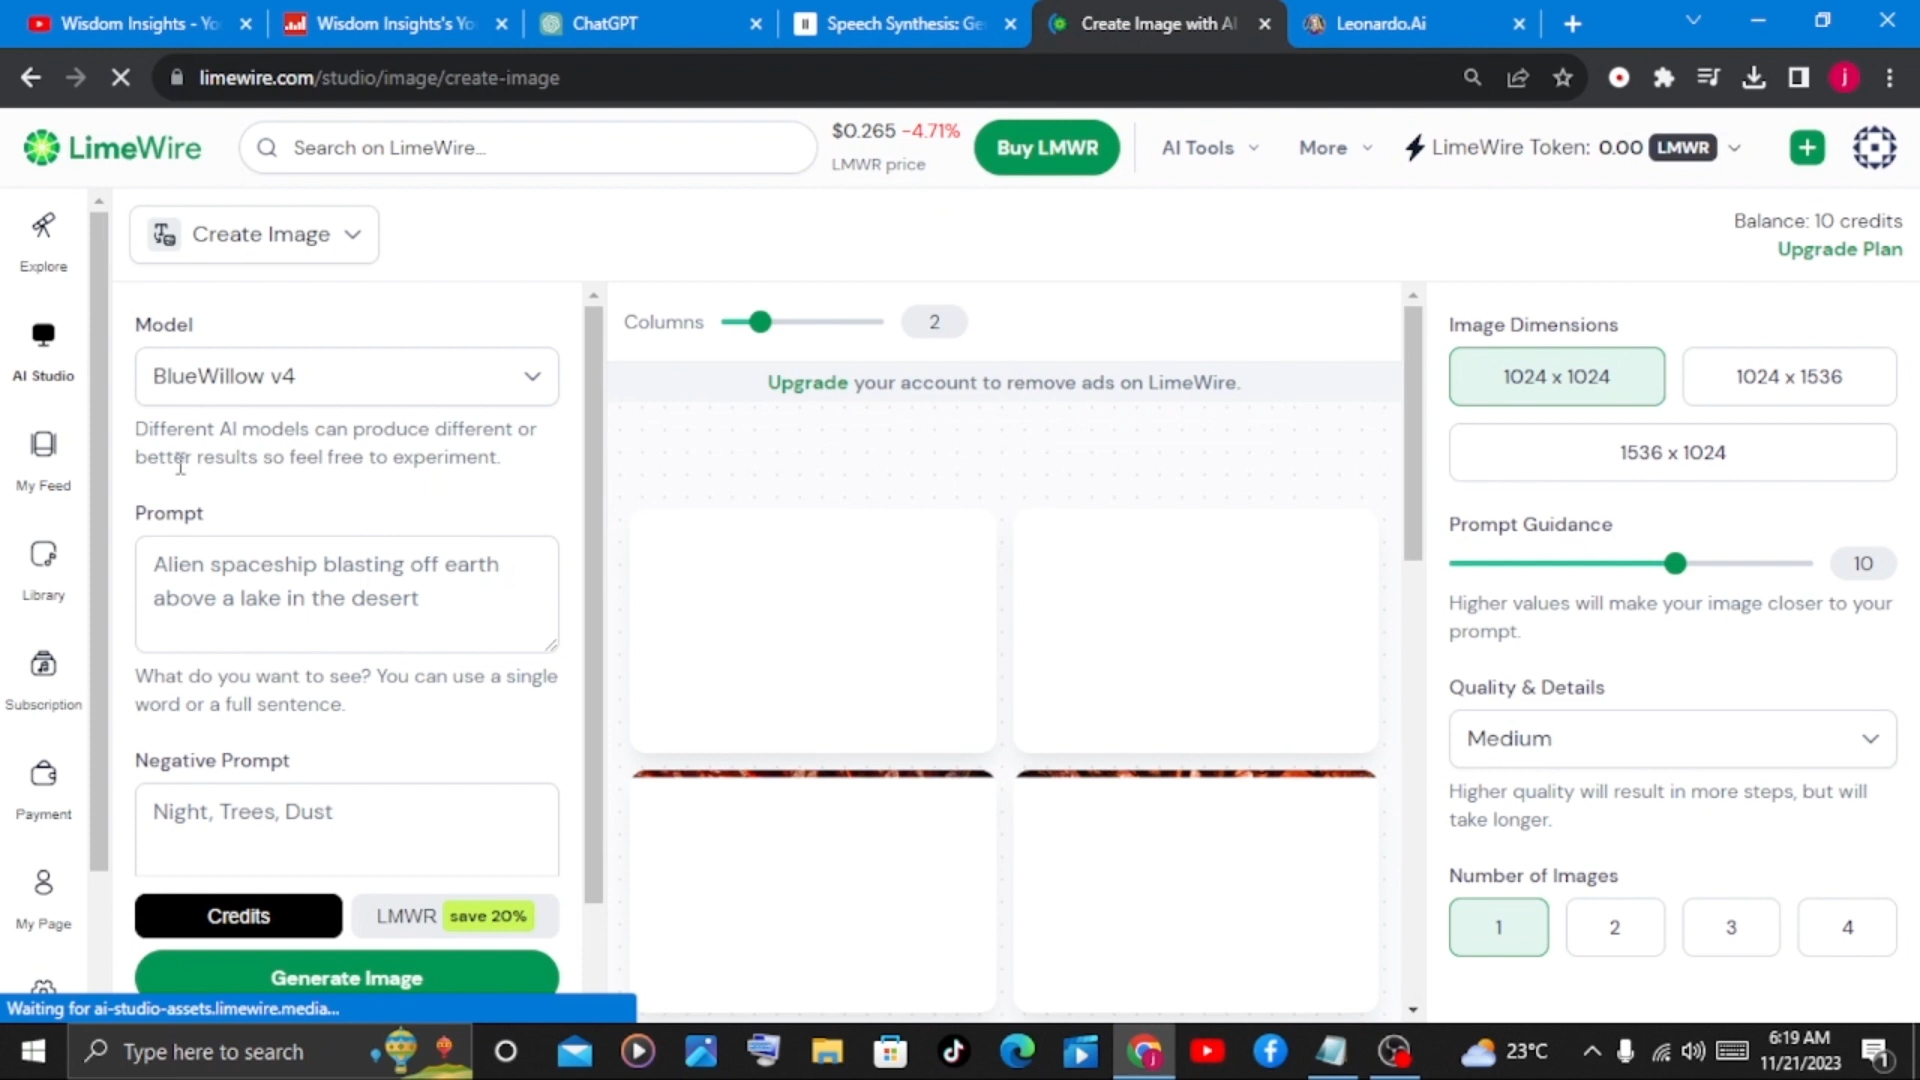 Wisdom Insights - Yo
Wisdom Insights's Yo
ChatGPT
Speech Synthesis: Ge
Create Image with AI
Leonardo.Ai
limewire.com/studio/image/create-image
LimeWire
Search on LimeWire...
$0.265 -4.71%
LMWR price
Buy LMWR
AI Tools
More
LimeWire Token: 0.00 LMWR
Explore
AI Studio
My Feed
Library
Subscription
Payment
My Page
Create Image
Balance: 10 credits
Upgrade Plan
Model
BlueWillow v4
Different AI models can produce different or
better results so feel free to experiment.
Prompt
Alien spaceship blasting off earth
above a lake in the desert
What do you want to see? You can use a single
word or a full sentence.
Negative Prompt
Night, Trees, Dust
Credits
LMWR save 20%
Generate Image
Columns 2
Upgrade your account to remove ads on LimeWire.
Image Dimensions
1024 x 1024
1024 x 1536
1536 x 1024
Prompt Guidance
10
Higher values will make your image closer to your
prompt.
Quality & Details
Medium
Higher quality will result in more steps, but will
take longer.
Number of Images
1 2 3 4
Waiting for ai-studio-assets.limewire.media...
Type here to search
23°C
6:19 AM
11/21/2023
1